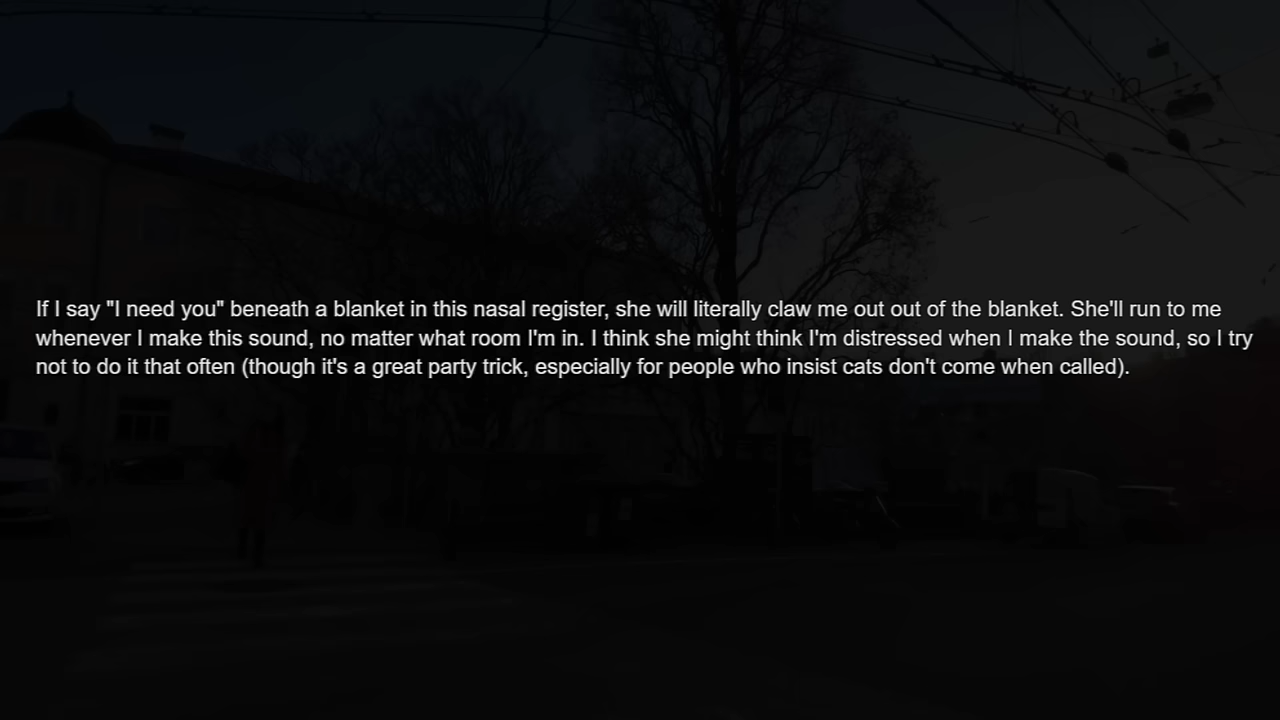 If I say "I need you" beneath a blanket in this nasal register, she will literally claw me out out of the blanket. She'll run to me
whenever I make this sound, no matter what room I'm in. I think she might think I'm distressed when I make the sound, so I try
not to do it that often (though it's a great party trick, especially for people who insist cats don't come when called).